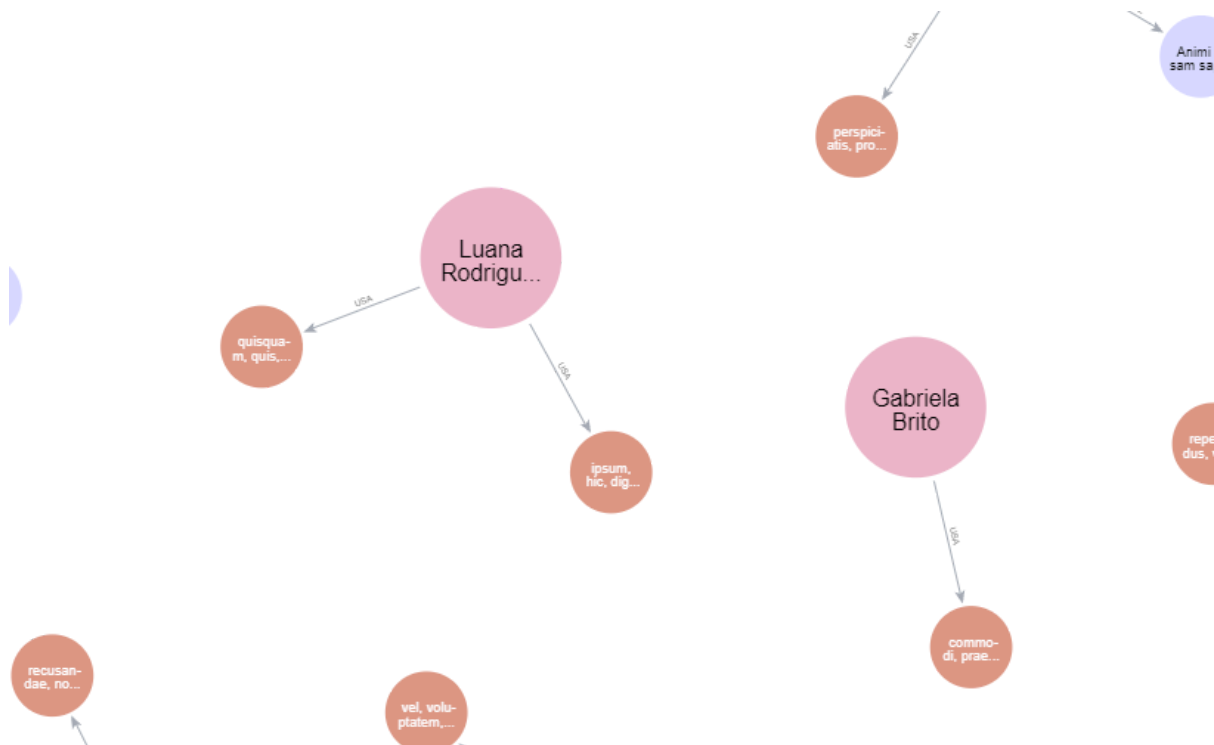 USA
Animi
sam sa
perspici-
atis, pro...
Luana
Rodrigu...
USA
quisqua-
m, quis,...
USA
ipsum,
hic, dig...
Gabriela
Brito
repe
dus,
USA
commo-
di, prae...
recusan-
dae, no...
vel, volu-
ptatem,...